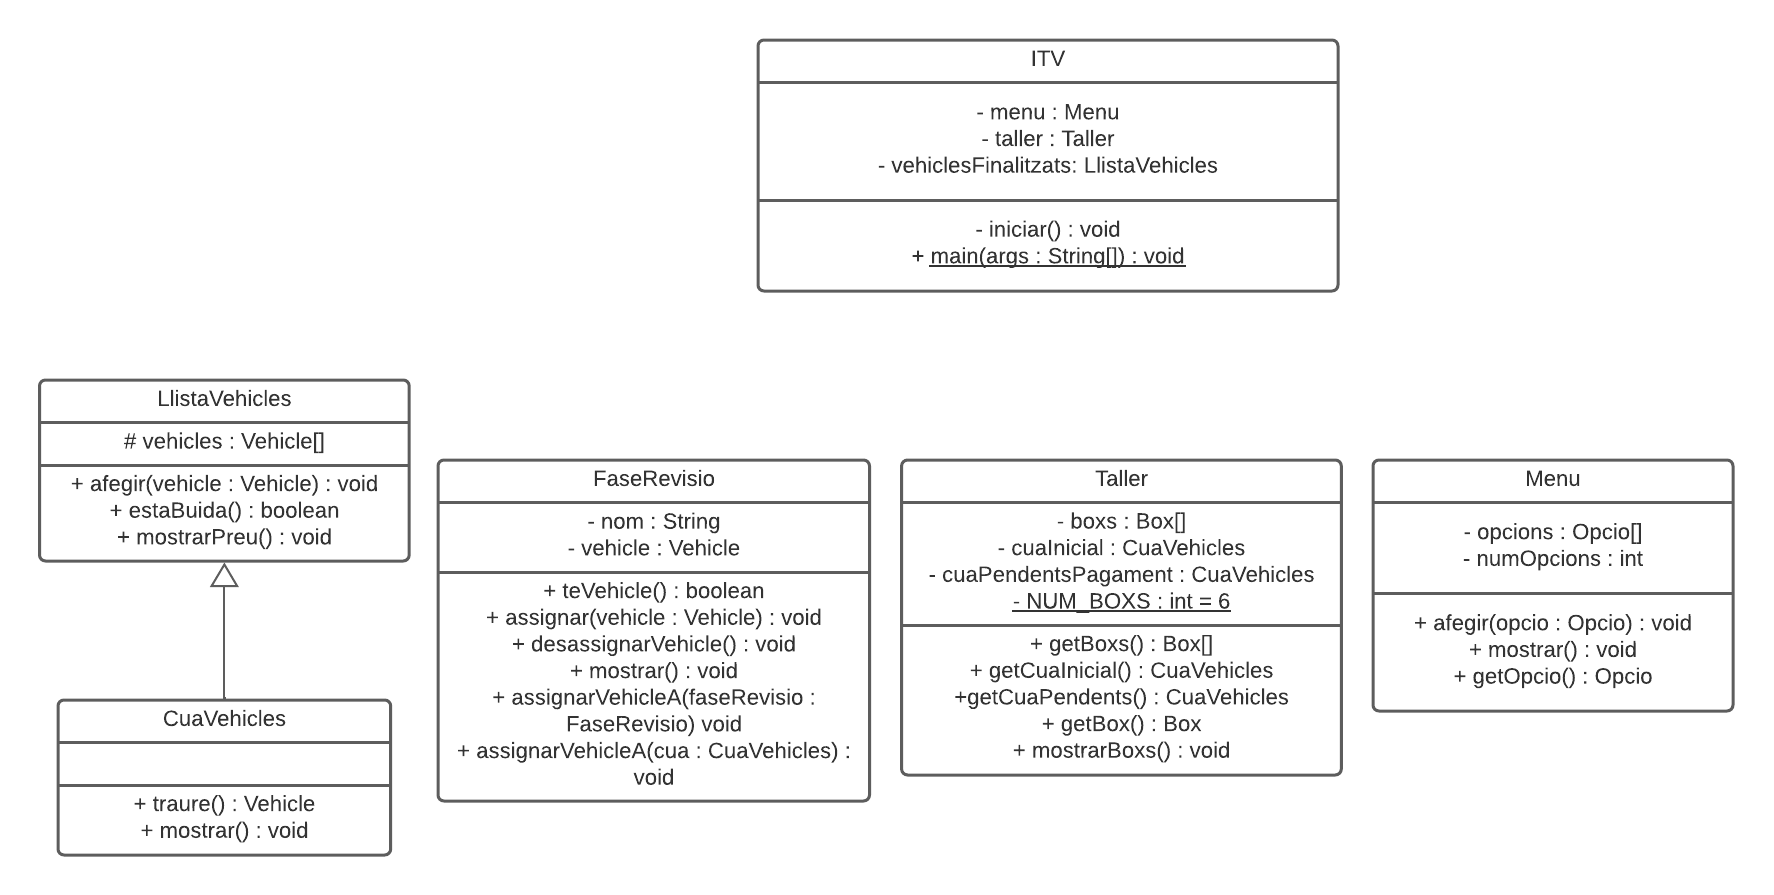 ITV
- menu : Menu
- taller : Taller
- vehiclesFinalitzats: LlistaVehicles
- iniciar() : void
+ main(args : String[]) : void
LlistaVehicles
# vehicles : Vehicle[]
+ afegir(vehicle : Vehicle) : void
+ estaBuida() : boolean
+ mostrarPreu() : void
CuaVehicles
+ traure() : Vehicle
+ mostrar() : void
FaseRevisio
- nom : String
- vehicle : Vehicle
+ teVehicle() : boolean
+ assignar(vehicle : Vehicle) : void
+ desassignarVehicle() : void
+ mostrar() : void
+ assignarVehicleA(faseRevisio :
FaseRevisio) void
+ assignarVehicleA(cua : CuaVehicles) :
void
Taller
- boxs : Box[]
- cuaInicial : CuaVehicles
- cuaPendentsPagament : CuaVehicles
- NUM_BOXS : int = 6
+ getBoxs() : Box[]
+ getCuaInicial() : CuaVehicles
+getCuaPendents() : CuaVehicles
+ getBox() : Box
+ mostrarBoxs() : void
Menu
- opcions : Opcio[]
- numOpcions : int
+ afegir(opcio : Opcio) : void
+ mostrar() : void
+ getOpcio() : Opcio